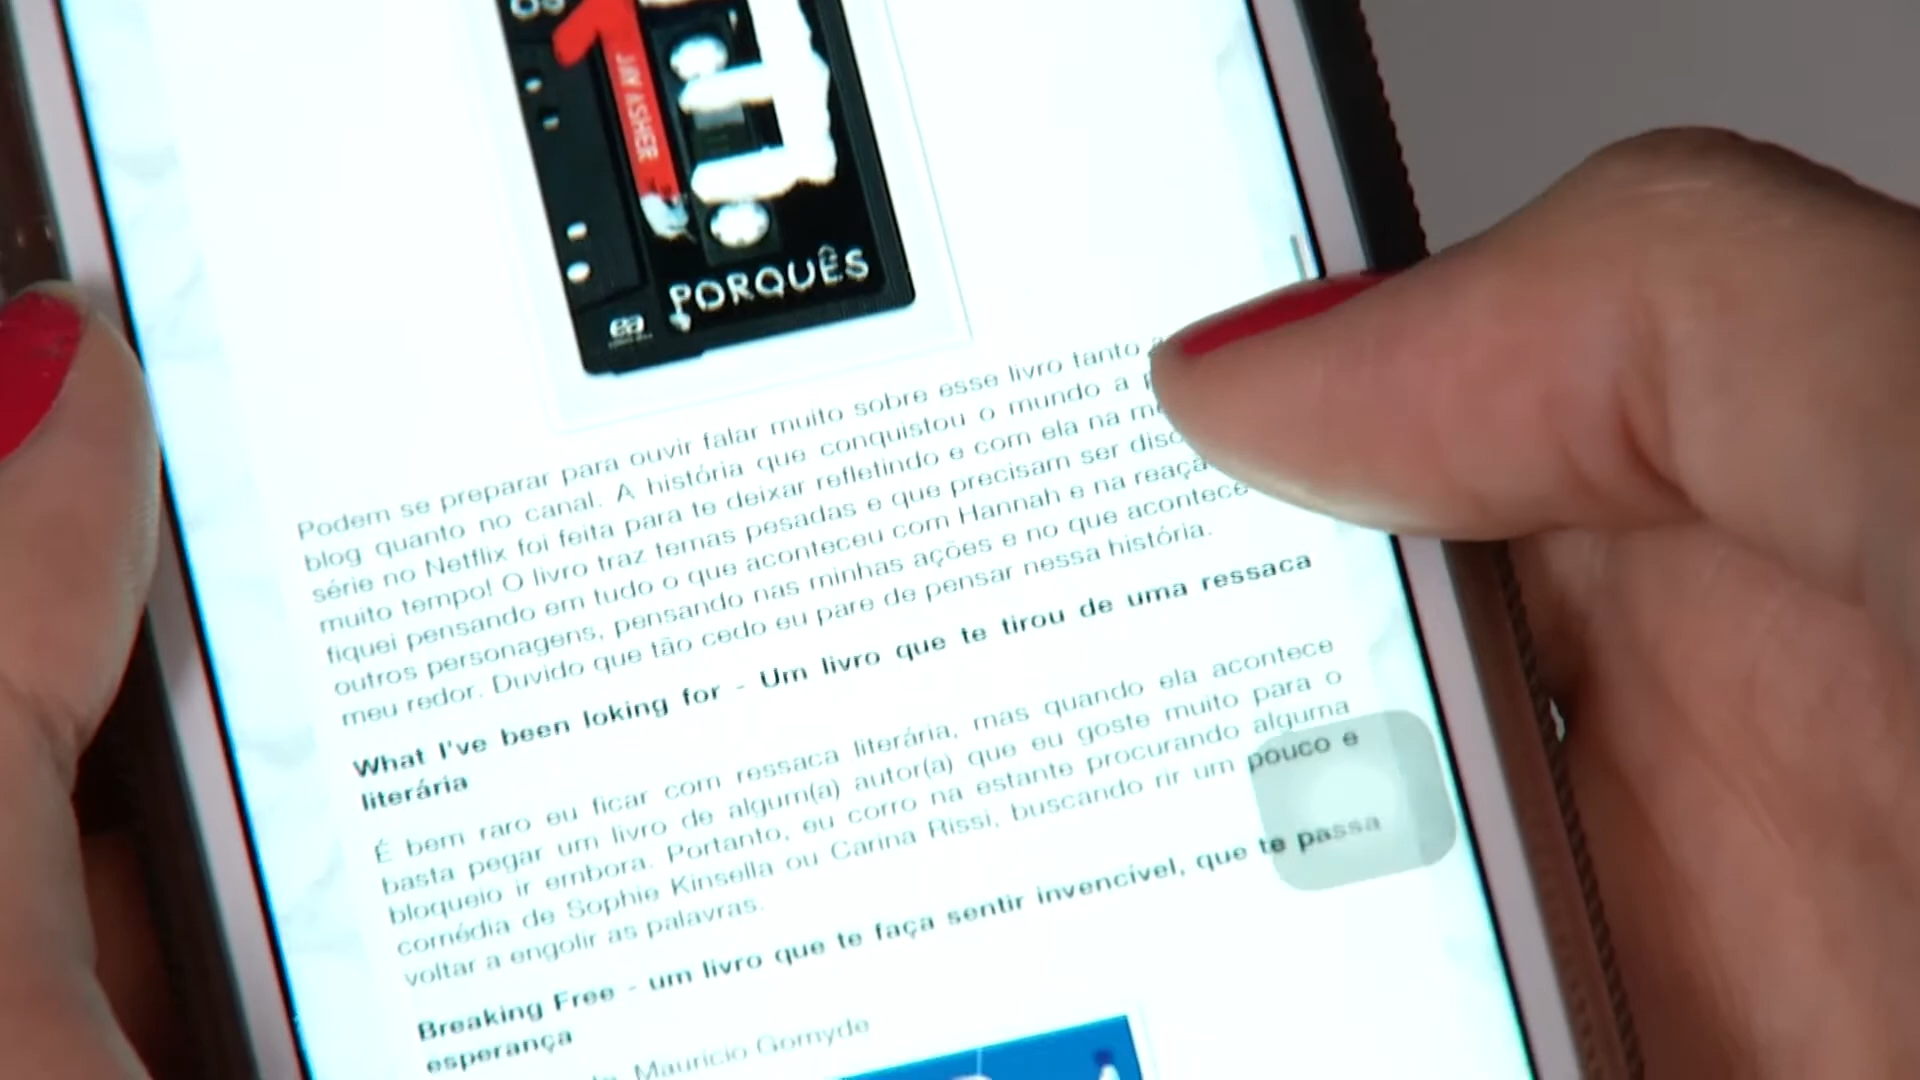 OS
1
JAY ASHER
PORQUÊS
ea
Podem se preparar para ouvir falar muito sobre esse livro tanto
blog quanto no canal. A história que conquistou o mundo a
série no Netflix foi feita para te deixar refletindo e com ela na
muito tempo! O livro traz temas pesados e que precisam ser
fiquei pensando em tudo o que aconteceu com Hannah e na
outros personagens, pensando nas minhas ações e no que acontece
meu redor. Duvido que tão cedo eu pare de pensar nessa história.
What I've been loking for - Um livro que te tirou de uma ressaca
literária
É bem raro eu ficar com ressaca literária, mas quando ela acontece
basta pegar um livro de algum(a) autor(a) que eu goste muito para o
bloqueio ir embora. Portanto, eu corro na estante procurando alguma
comédia de Sophie Kinsella ou Carina Rissi, buscando rir um pouco e
voltar a engolir as palavras.
Breaking Free - um livro que te faça sentir invencível, que te passa
esperança
Maurício Gomyde